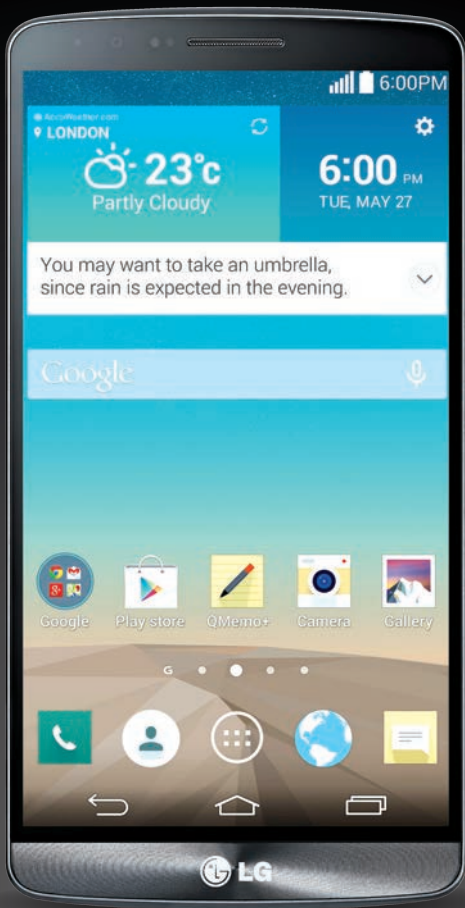 6:00PM
AccuWeather.com
LONDON
23°c
Partly Cloudy
6:00 PM
TUE, MAY 27
You may want to take an umbrella,
since rain is expected in the evening.
Google
Google
Play store
QMemo+
Camera
Gallery
G
LG